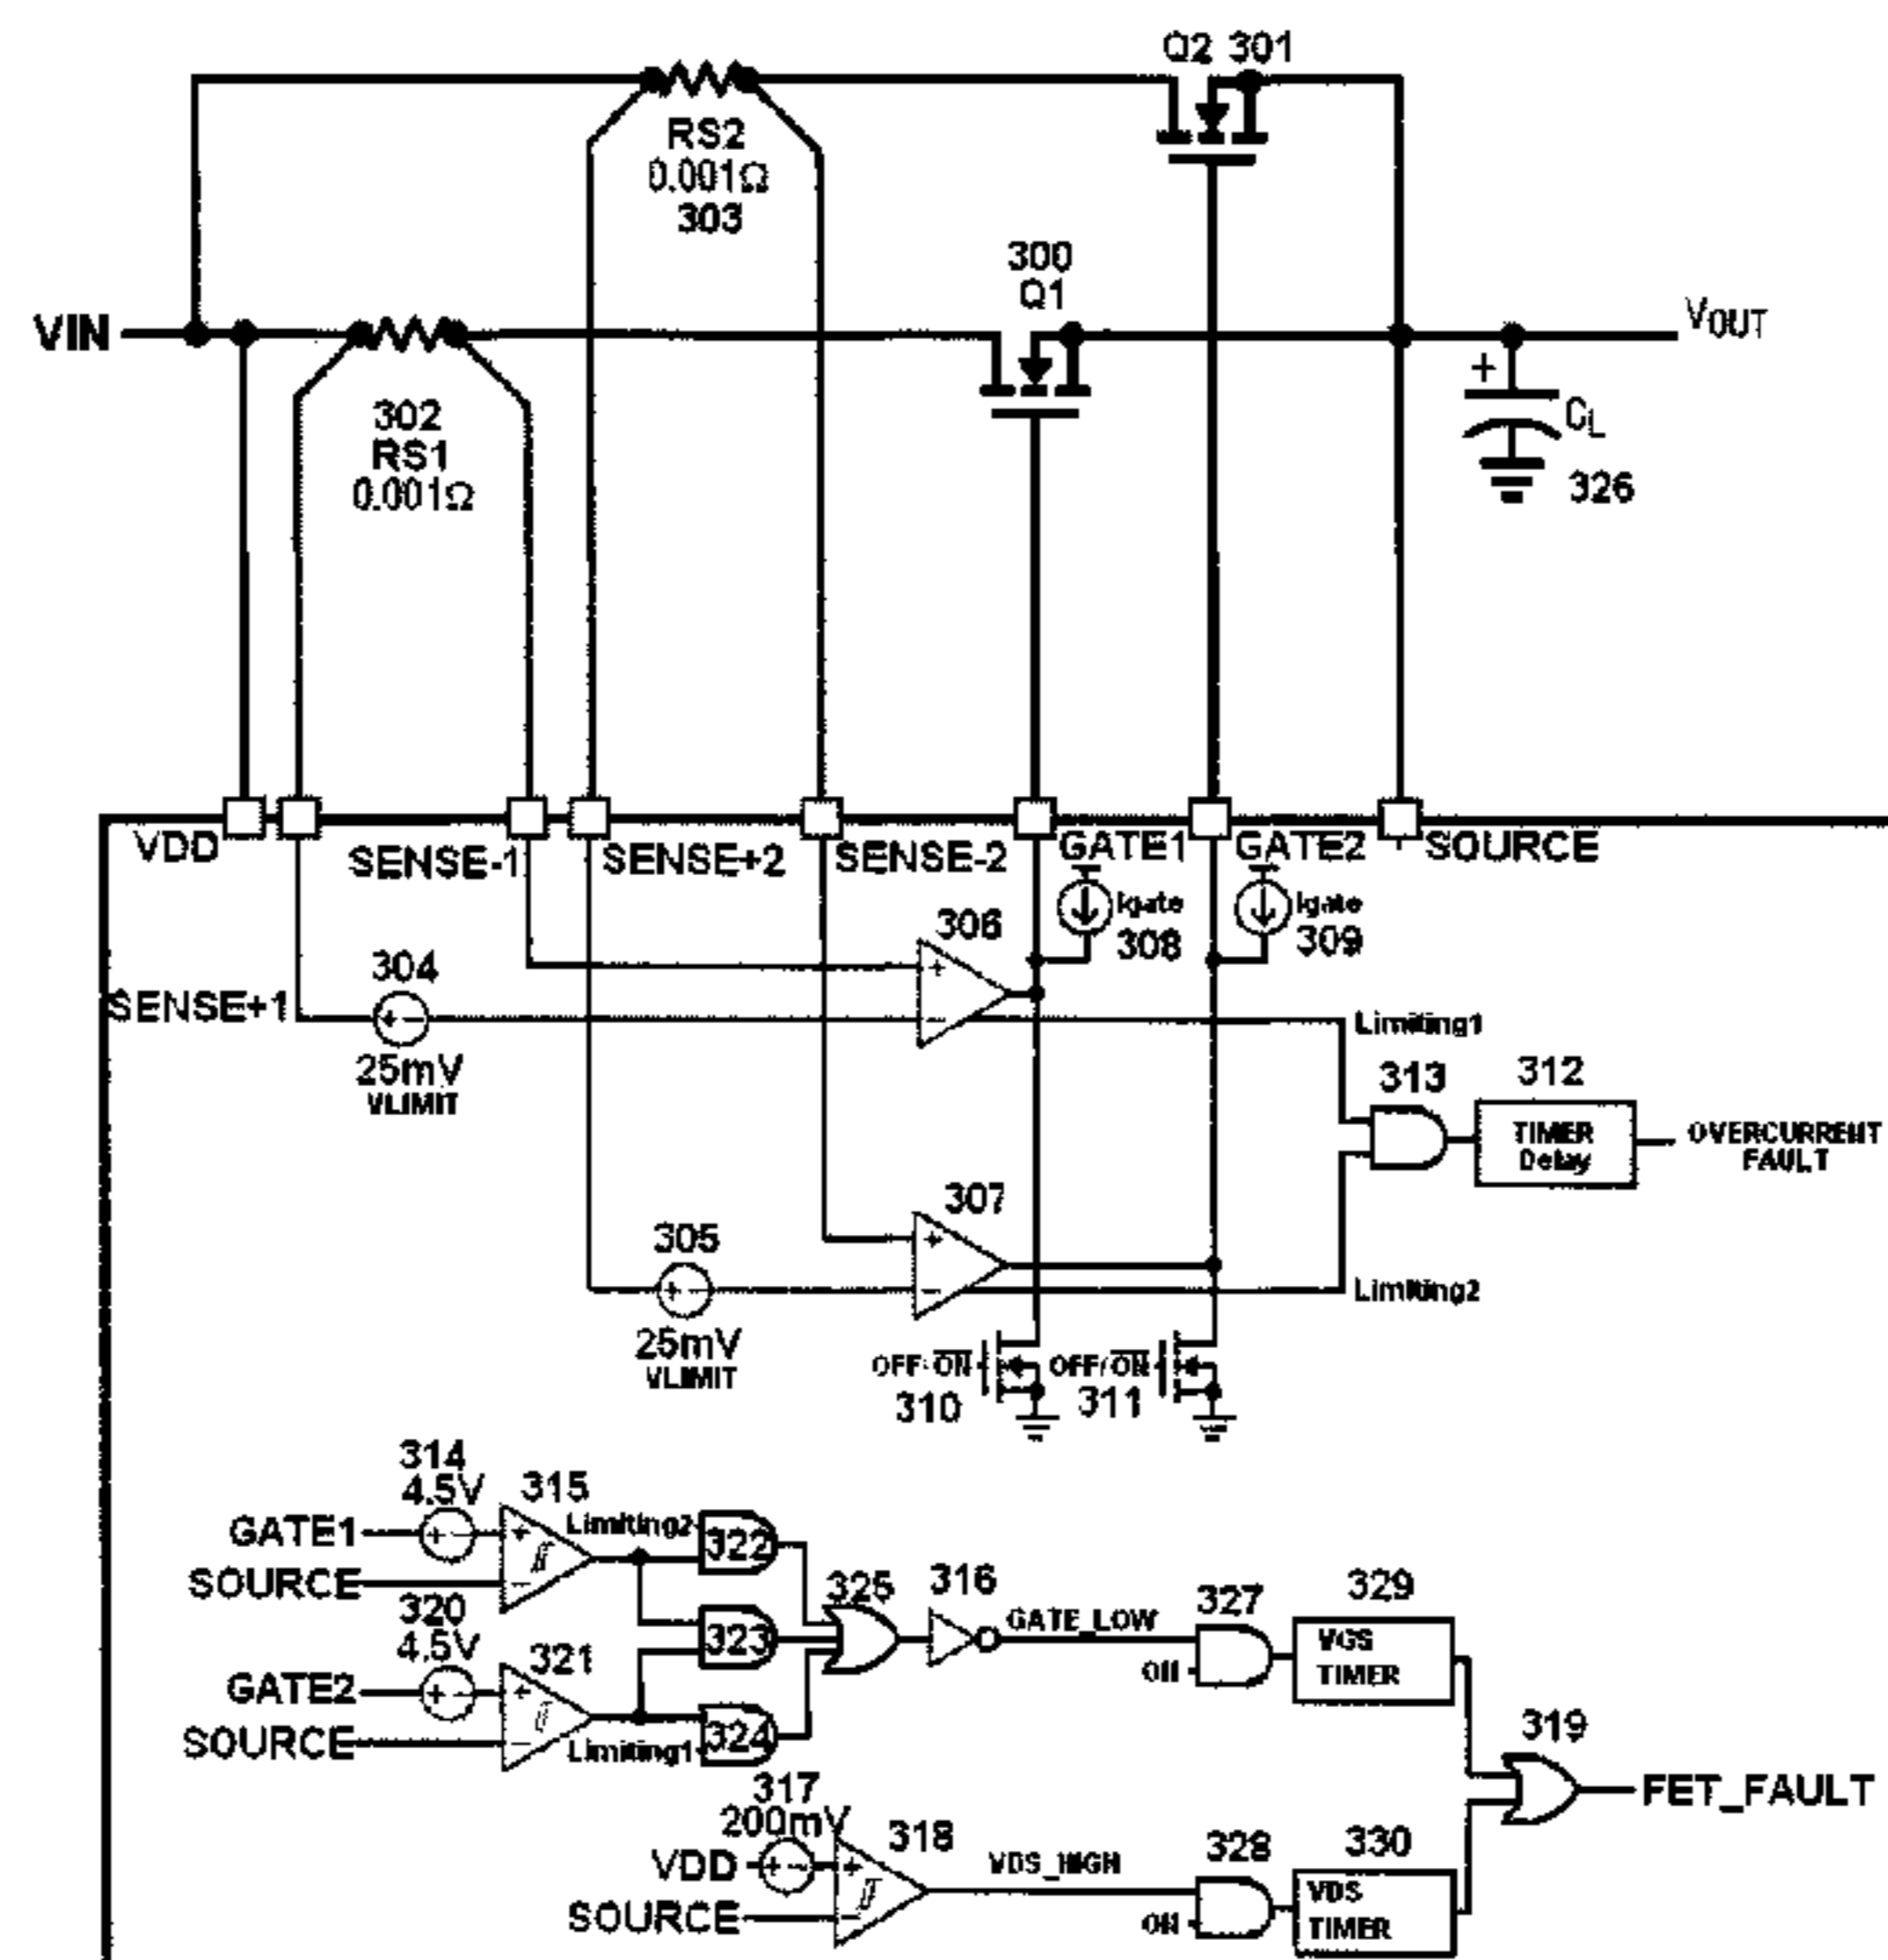 Q2 301
RS2
0.001Ω
303
300
Q1
VIN
VOUT
302
RS1
0.001Ω
+
CL
326
VDD
SENSE-1
SENSE+2
SENSE-2
GATE1
GATE2
SOURCE
Igate
308
Igate
309
306
304
SENSE+1
+ -
+
-
25mV
VLIMIT
Limiting1
313
312
TIMER
Delay
OVERCURRENT
FAULT
307
305
+ -
+
-
25mV
VLIMIT
Limiting2
OFF/ON
310
OFF/ON
311
314
4.5V
315
Limiting2
322
GATE1
+ -
+
SOURCE
-
320
4.5V
323
325
316
GATE_LOW
327
329
VGS
TIMER
ON
321
GATE2
+ -
+
SOURCE
-
Limiting1
324
319
FET_FAULT
317
200mV
318
VDD
+ -
+
SOURCE
-
VDS_HIGH
328
330
VDS
TIMER
ON